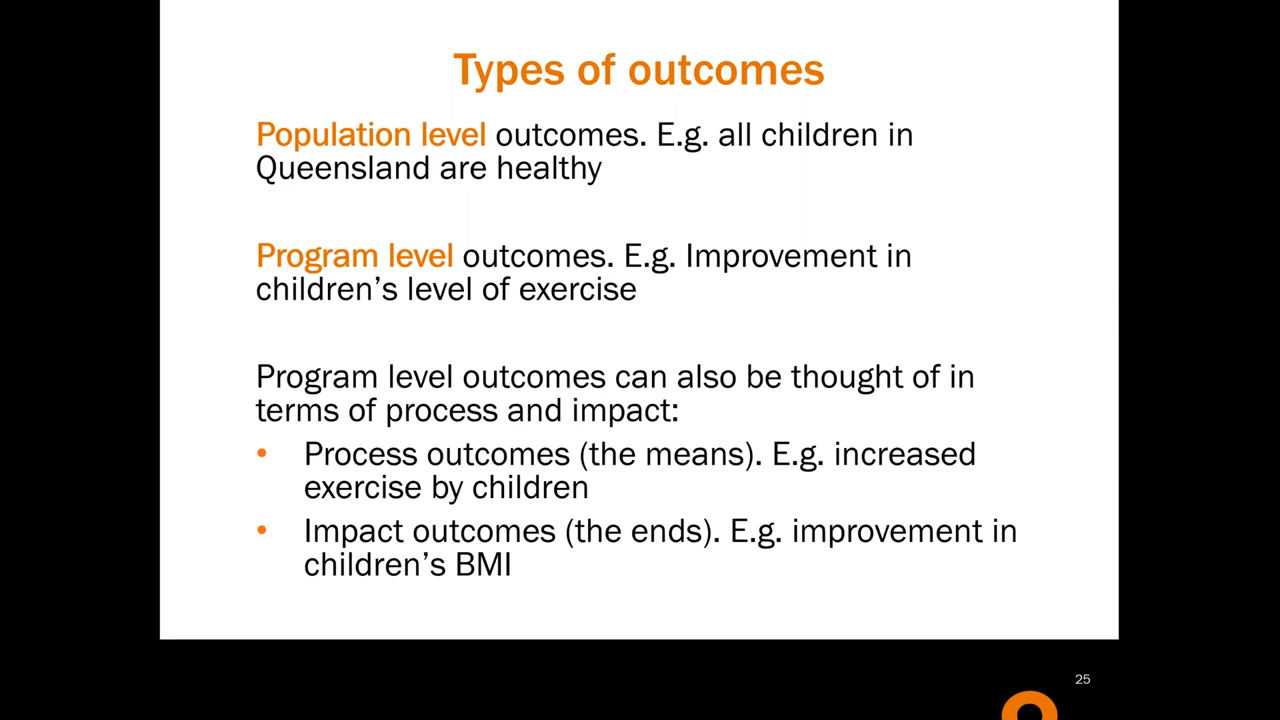 Types of outcomes
Population level outcomes. E.g. all children in
Queensland are healthy
Program level outcomes. E.g. Improvement in
children’s level of exercise
Program level outcomes can also be thought of in
terms of process and impact:
• Process outcomes (the means). E.g. increased
exercise by children
• Impact outcomes (the ends). E.g. improvement in
children’s BMI
25